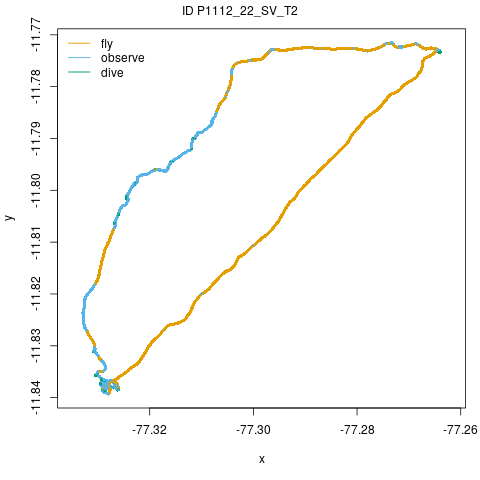 ID P1112_22_SV_T2
fly
observe
dive
-11.77
-11.78
-11.79
-11.80
-11.81
-11.82
-11.83
-11.84
y
-77.32
-77.30
-77.28
-77.26
x